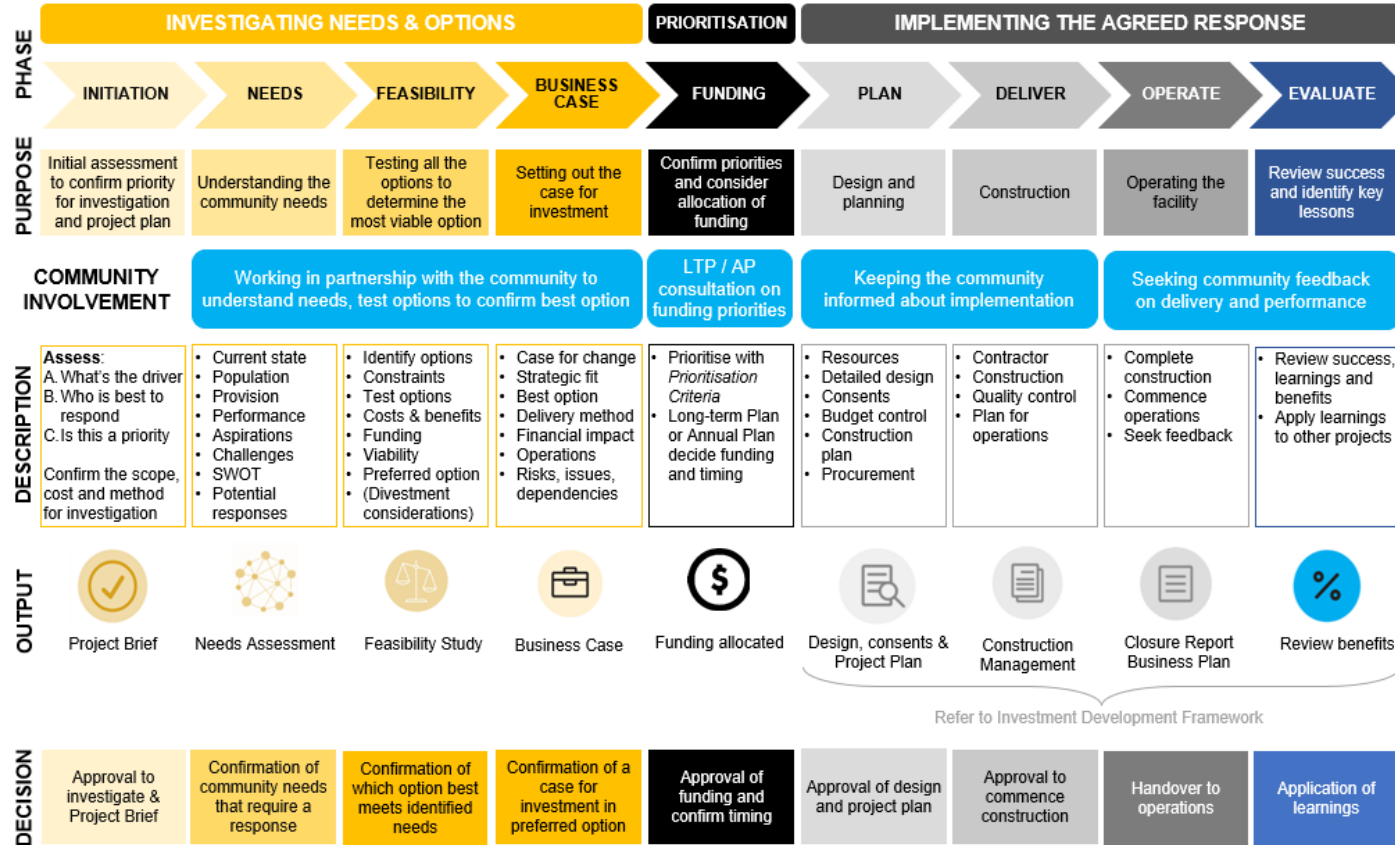 INVESTIGATING NEEDS & OPTIONS
PRIORITISATION
IMPLEMENTING THE AGREED RESPONSE
PHASE
INITIATION
NEEDS
FEASIBILITY
BUSINESS
CASE
FUNDING
PLAN
DELIVER
OPERATE
EVALUATE
PURPOSE
Initial assessment
to confirm priority
for investigation
and project plan
Understanding the
community needs
Testing all the
options to
determine the
most viable option
Setting out the
case for
investment
Confirm priorities
and consider
allocation of
funding
Design and
planning
Construction
Operating the
facility
Review success
and identify key
lessons
COMMUNITY
INVOLVEMENT
Working in partnership with the community to
understand needs, test options to confirm best option
LTP / AP
consultation on
funding priorities
Keeping the community
informed about implementation
Seeking community feedback
on delivery and performance
DESCRIPTION
Assess:
A. What's the driver
B. Who is best to
respond
C. Is this a priority
Confirm the scope,
cost and method
for investigation
• Current state
• Population
• Provision
• Performance
• Aspirations
• Challenges
• SWOT
• Potential
responses
• Identify options
• Constraints
• Test options
• Costs & benefits
• Funding
• Viability
• Preferred option
• (Divestment
considerations)
• Case for change
• Strategic fit
• Best option
• Delivery method
• Financial impact
• Operations
• Risks, issues,
dependencies
• Prioritise with
Prioritisation
Criteria
• Long-term Plan
or Annual Plan
decide funding
and timing
• Resources
• Detailed design
• Consents
• Budget control
• Construction
plan
• Procurement
• Contractor
• Construction
• Quality control
• Plan for
operations
• Complete
construction
• Commence
operations
• Seek feedback
• Review success,
learnings and
benefits
• Apply learnings
to other projects
OUTPUT
$
%
Project Brief
Needs Assessment
Feasibility Study
Business Case
Funding allocated
Design, consents &
Project Plan
Construction
Management
Closure Report
Business Plan
Review benefits
Refer to Investment Development Framework
DECISION
Approval to
investigate &
Project Brief
Confirmation of
community needs
that require a
response
Confirmation of
which option best
meets identified
needs
Confirmation of a
case for
investment in
preferred option
Approval of
funding and
confirm timing
Approval of design
and project plan
Approval to
commence
construction
Handover to
operations
Application of
learnings